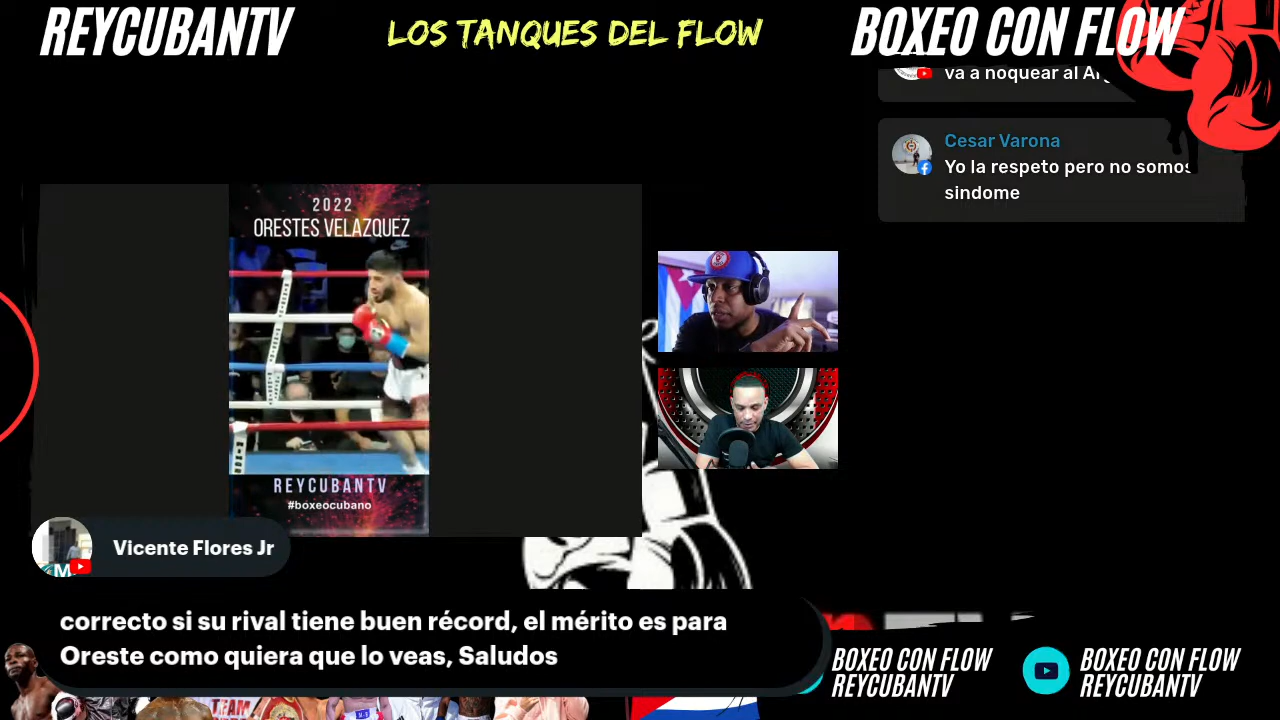 REYCUBANTV
LOS TANQUES DEL FLOW
BOXEO CON FLOW
va a noquear al
Cesar Varona
Yo la respeto pero no somos
sindome
2022
ORESTES VELAZQUEZ
REYCUBANTV
#boxeocubano
Vicente Flores Jr
correcto si su rival tiene buen récord, el mérito es para
Oreste como quiera que lo veas, Saludos
BOXEO CON FLOW
REYCUBANTV
BOXEO CON FLOW
REYCUBANTV
TEAM